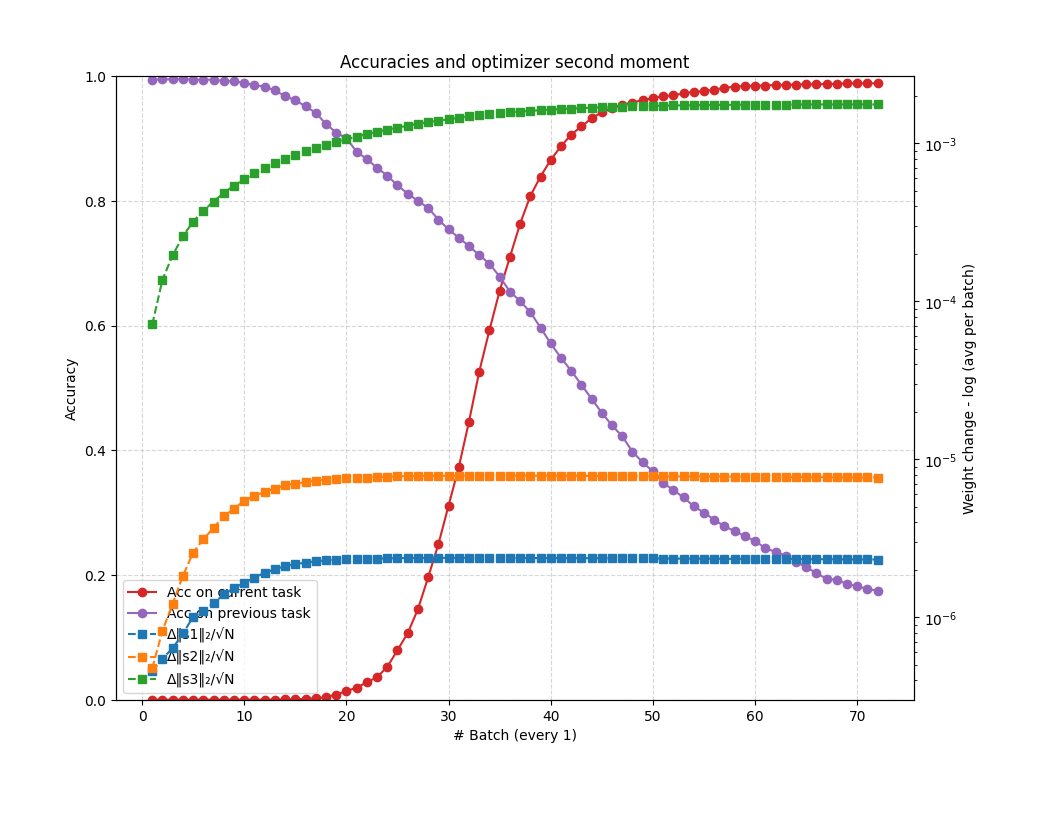 Accuracies and optimizer second moment
1.0
0.8
0.6
0.4
0.2
0.0
Accuracy
10⁻³
10⁻⁴
10⁻⁵
10⁻⁶
Weight change - log (avg per batch)
Acc on current task
Acc on previous task
Δ‖s1‖₂/√N
Δ‖s2‖₂/√N
Δ‖s3‖₂/√N
0 10 20 30 40 50 60 70
# Batch (every 1)